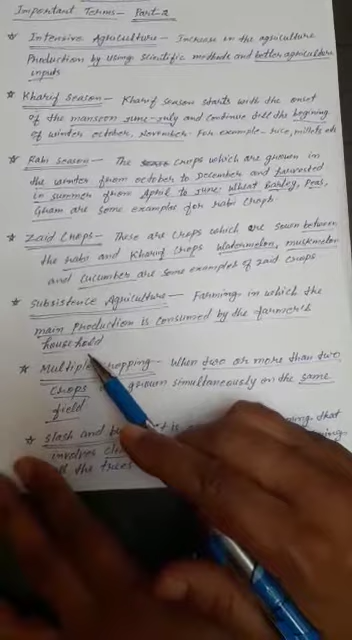 Important Terms - Part-2
☆ Intensive Agriculture - Increase in the agriculture
Production by using scientific methods and better agriculture
inputs
★ Kharif season - Kharif season starts with the onset
of the monsoon june-july and continue till the begining
of winter october, November. For example - rice, millets etc
★ Rabi season - The crops which are grown in
the winter from october to December and harvested
in summer from April to June. Wheat Barley, Peas,
Gram are some examples for rabi crops.
☆ Zaid Crops - These are crops which are sown between
the rabi and Kharif crops Watermelon, muskmelon
and cucumber are some examples of zaid crops
☆ Subsistence Agriculture - Farming in which the
main Production is consumed by the farmer's
household
★ Multiple cropping - When two or more than two
crops grown simultaneously on the same
field
☆ slash and is that
involves
the trees